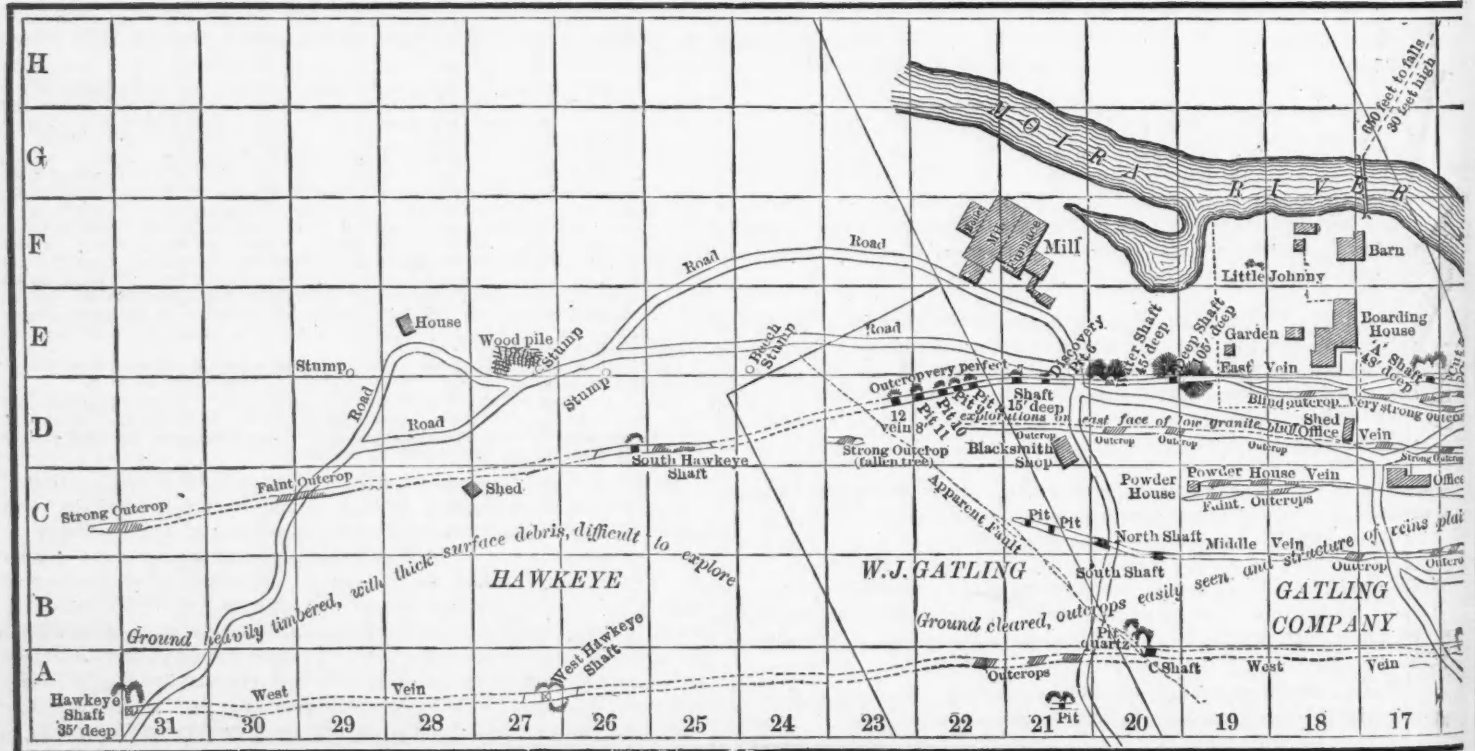 H
G
F
E
D
C
B
A
31 30 29 28 27 26 25 24 23 22 21 20 19 18 17
MOIRA RIVER
650 feet to falls
30 feet high
Mill
Mill
Barn
Little Johnny
Boarding
House
Garden
Road
Road
Road
Road
Road
Road
House
Wood pile
Stump
Stump
Stump
Beech
Stump
Discovery
Pit
Water Shaft
45' deep
Deep Shaft
105' deep
East Vein
"A" Shaft
48' deep
Outcrop very perfect
Shaft
15' deep
12
vein 8'
Pit 11
Pit 10
Pit 9
Pit
explorations in east face of low granite bluff
Blind outcrop
Very strong
Shed
Office
Vein
Outcrop
Outcrop
Outcrop
Strong Outcrop
(fallen tree)
Blacksmith
Shop
South Hawkeye
Shaft
Shed
Faint Outcrop
Strong Outcrop
Strong
Office
Powder House Vein
Powder
House
Faint Outcrops
Apparent Fault
Pit
Pit
North Shaft
Middle Vein
South Shaft
Outcrop
Ground heavily timbered, with thick surface debris, difficult to explore
HAWKEYE
W.J. GATLING
GATLING
COMPANY
Ground cleared, outcrops easily seen and structure of veins plai
Pit
Quartz
C Shaft
West Vein
Outcrops
Pit
West Hawkeye
Shaft
West Vein
Hawkeye
Shaft
35' deep